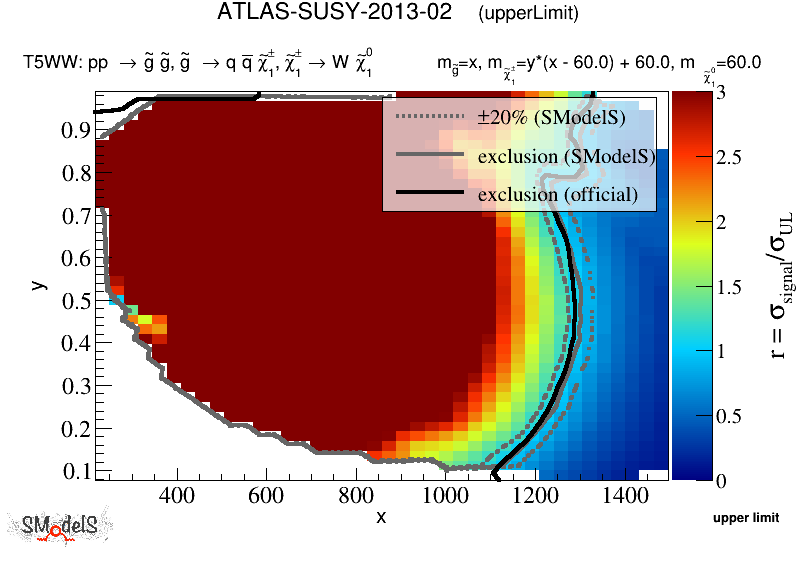 ATLAS-SUSY-2013-02 (upperLimit)
T5WW: pp → g̃ g̃, g̃ → q q̅ χ̃₁±, χ̃₁± → W χ̃₁⁰ m_g̃=x, m_χ̃₁±=y*(x - 60.0) + 60.0, m_χ̃₁⁰=60.0
±20% (SModelS)
exclusion (SModelS)
exclusion (official)
0.9
0.8
0.7
0.6
0.5
0.4
0.3
0.2
0.1
y
400 600 800 1000 1200 1400
x
3
2.5
2
1.5
1
0.5
0
r = σ_signal/σ_UL
SModelS
upper limit